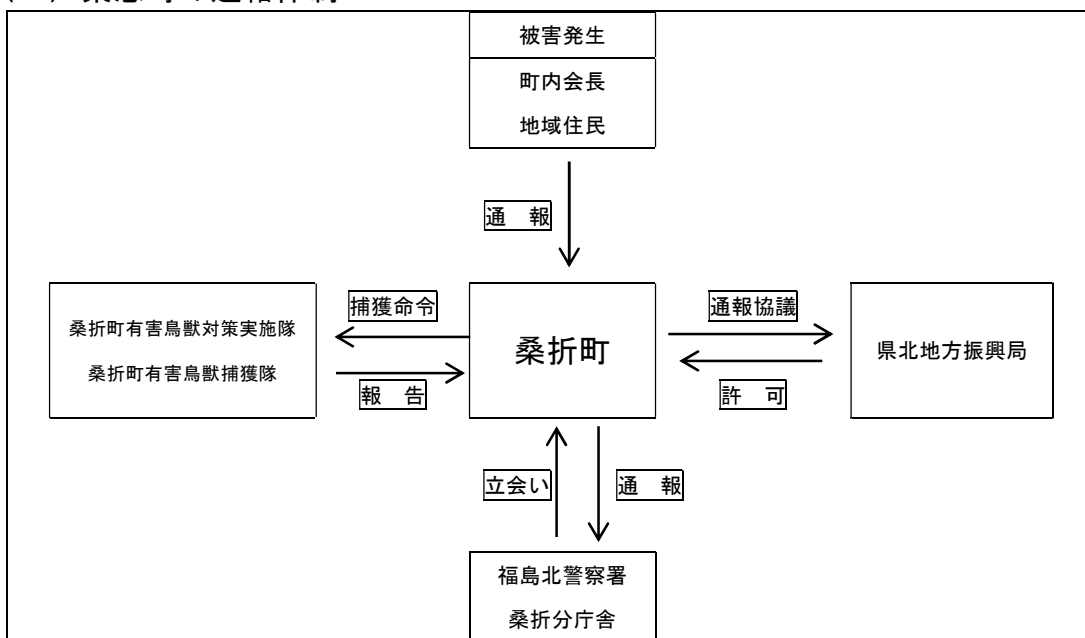 被害発生
町内会長
地域住民
通　報
捕獲命令
通報協議
桑折町有害鳥獣対策実施隊
桑折町有害鳥獣捕獲隊
桑折町
県北地方振興局
報　告
許　可
立会い
通　報
福島北警察署
桑折分庁舎